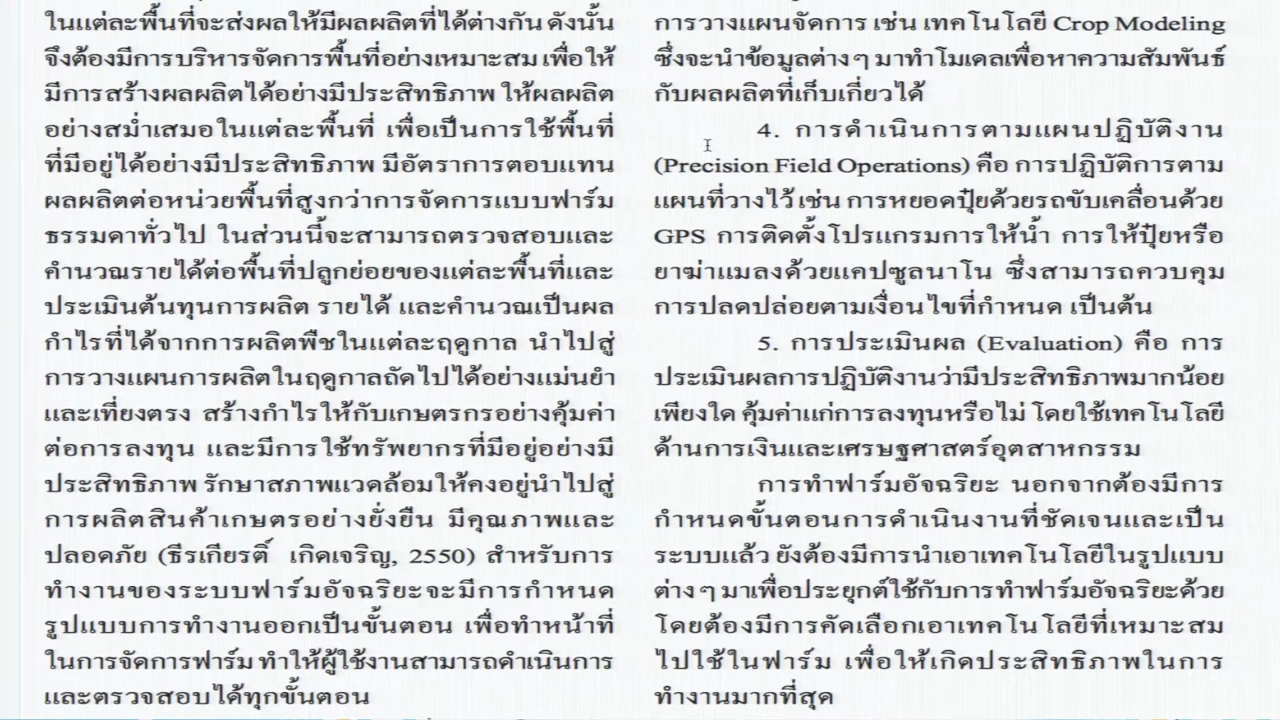 ในแต่ละพื้นที่จะส่งผลให้มีผลผลิตที่ได้ต่างกัน ดังนั้น
จึงต้องมีการบริหารจัดการพื้นที่อย่างเหมาะสม เพื่อให้
มีการสร้างผลผลิตได้อย่างมีประสิทธิภาพ ให้ผลผลิต
อย่างสม่ำเสมอในแต่ละพื้นที่ เพื่อเป็นการใช้พื้นที่
ที่มีอยู่ได้อย่างมีประสิทธิภาพ มีอัตราการตอบแทน
ผลผลิตต่อหน่วยพื้นที่สูงกว่าการจัดการแบบฟาร์ม
ธรรมดาทั่วไป ในส่วนนี้จะสามารถตรวจสอบและ
คำนวณรายได้ต่อพื้นที่ปลูกย่อยของแต่ละพื้นที่และ
ประเมินต้นทุนการผลิต รายได้ และคำนวณเป็นผล
กำไรที่ได้จากการผลิตพืชในแต่ละฤดูกาล นำไปสู่
การวางแผนการผลิตในฤดูกาลถัดไปได้อย่างแม่นยำ
และเที่ยงตรง สร้างกำไรให้กับเกษตรกรอย่างคุ้มค่า
ต่อการลงทุน และมีการใช้ทรัพยากรที่มีอยู่อย่างมี
ประสิทธิภาพ รักษาสภาพแวดล้อมให้คงอยู่นำไปสู่
การผลิตสินค้าเกษตรอย่างยั่งยืน มีคุณภาพและ
ปลอดภัย (ธีรเกียรติ์ เกิดเจริญ, 2550) สำหรับการ
ทำงานของระบบฟาร์มอัจฉริยะจะมีการกำหนด
รูปแบบการทำงานออกเป็นขั้นตอน เพื่อทำหน้าที่
ในการจัดการฟาร์ม ทำให้ผู้ใช้งานสามารถดำเนินการ
และตรวจสอบได้ทุกขั้นตอน
การวางแผนจัดการ เช่น เทคโนโลยี Crop Modeling
ซึ่งจะนำข้อมูลต่าง ๆ มาทำโมเดลเพื่อหาความสัมพันธ์
กับผลผลิตที่เก็บเกี่ยวได้
4. การดำเนินการตามแผนปฏิบัติงาน
(Precision Field Operations) คือ การปฏิบัติการตาม
แผนที่วางไว้ เช่น การหยอดปุ๋ยด้วยรถขับเคลื่อนด้วย
GPS การติดตั้งโปรแกรมการให้น้ำ การให้ปุ๋ยหรือ
ยาฆ่าแมลงด้วยแคปซูลนาโน ซึ่งสามารถควบคุม
การปลดปล่อยตามเงื่อนไขที่กำหนด เป็นต้น
5. การประเมินผล (Evaluation) คือ การ
ประเมินผลการปฏิบัติงานว่ามีประสิทธิภาพมากน้อย
เพียงใด คุ้มค่าแก่การลงทุนหรือไม่ โดยใช้เทคโนโลยี
ด้านการเงินและเศรษฐศาสตร์อุตสาหกรรม
การทำฟาร์มอัจฉริยะ นอกจากต้องมีการ
กำหนดขั้นตอนการดำเนินงานที่ชัดเจนและเป็น
ระบบแล้ว ยังต้องมีการนำเอาเทคโนโลยีในรูปแบบ
ต่าง ๆ มาเพื่อประยุกต์ใช้กับการทำฟาร์มอัจฉริยะด้วย
โดยต้องมีการคัดเลือกเอาเทคโนโลยีที่เหมาะสม
ไปใช้ในฟาร์ม เพื่อให้เกิดประสิทธิภาพในการ
ทำงานมากที่สุด